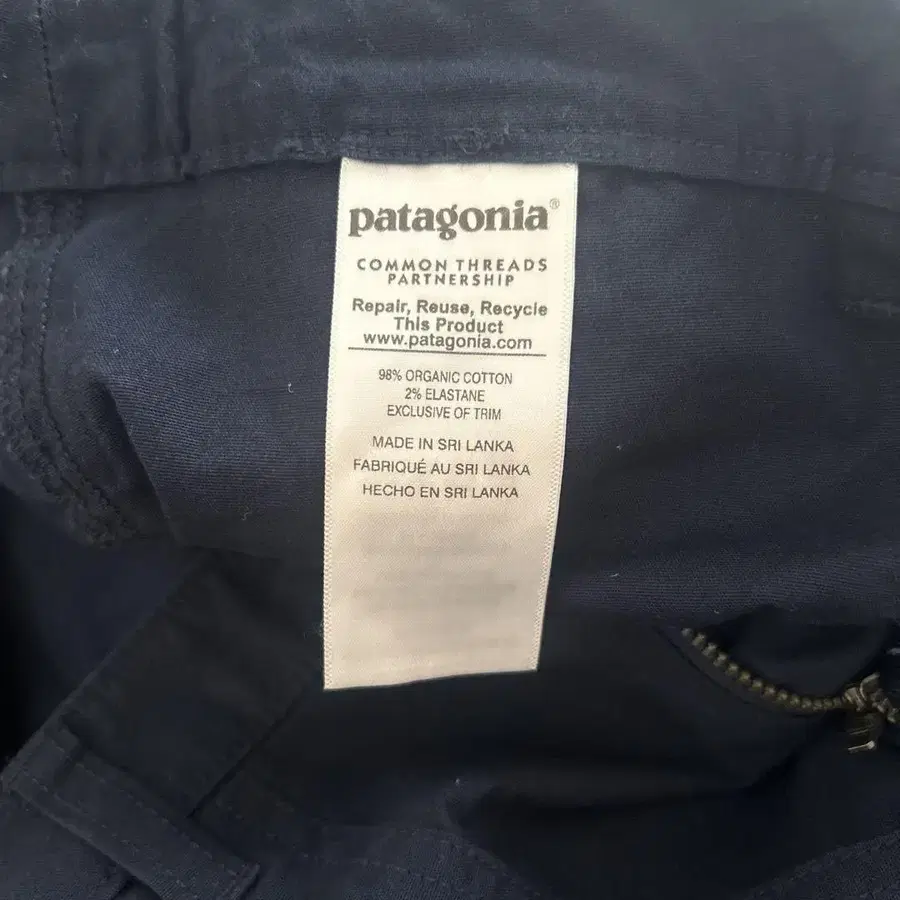 patagonia®
COMMON THREADS
PARTNERSHIP
Repair, Reuse, Recycle
This Product
www.patagonia.com
98% ORGANIC COTTON
2% ELASTANE
EXCLUSIVE OF TRIM
MADE IN SRI LANKA
FABRIQUÉ AU SRI LANKA
HECHO EN SRI LANKA